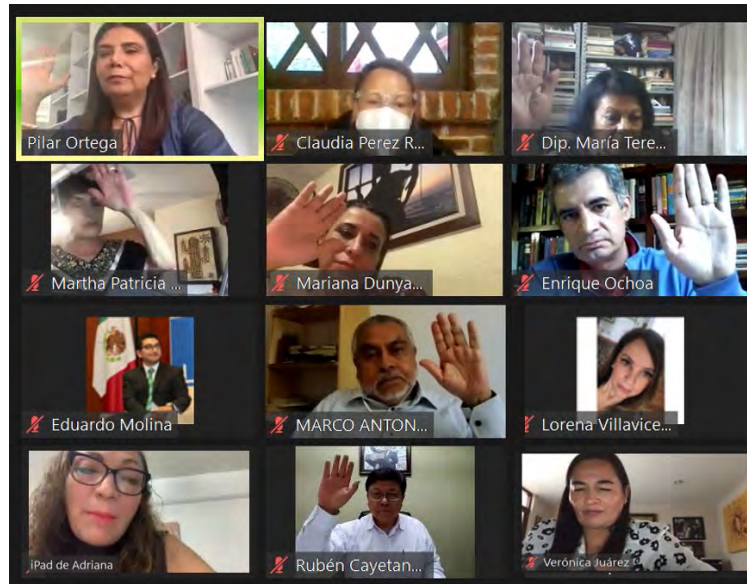 Pilar Ortega
Claudia Perez R...
Dip. María Tere...
Martha Patricia ...
Mariana Dunya...
Enrique Ochoa
Eduardo Molina
MARCO ANTON...
Lorena Villavice...
iPad de Adriana
Rubén Cayetan...
Verónica Juárez